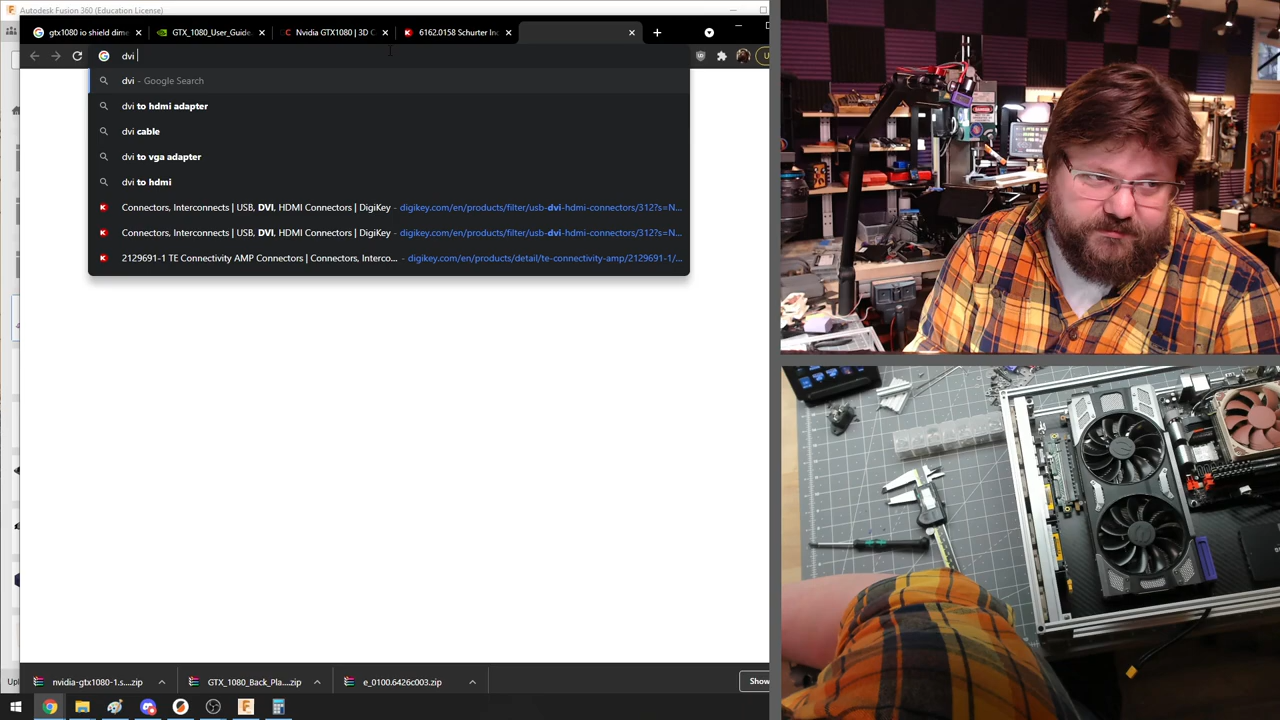 Autodesk Fusion 360 (Education License)
gtx1080 io shield dime
GTX_1080_User_Guide.
Nvidia GTX1080 | 3D C
6162.0158 Schurter Inc
dvi
dvi - Google Search
dvi to hdmi adapter
dvi cable
dvi to vga adapter
dvi to hdmi
Connectors, Interconnects | USB, DVI, HDMI Connectors | DigiKey - digikey.com/en/products/filter/usb-dvi-hdmi-connectors/312?s=N...
Connectors, Interconnects | USB, DVI, HDMI Connectors | DigiKey - digikey.com/en/products/filter/usb-dvi-hdmi-connectors/312?s=N...
2129691-1 TE Connectivity AMP Connectors | Connectors, Interco... - digikey.com/en/products/detail/te-connectivity-amp/2129691-1/...
Upl
nvidia-gtx1080-1.s....zip
GTX_1080_Back_Pla....zip
e_0100.6426c003.zip
Show